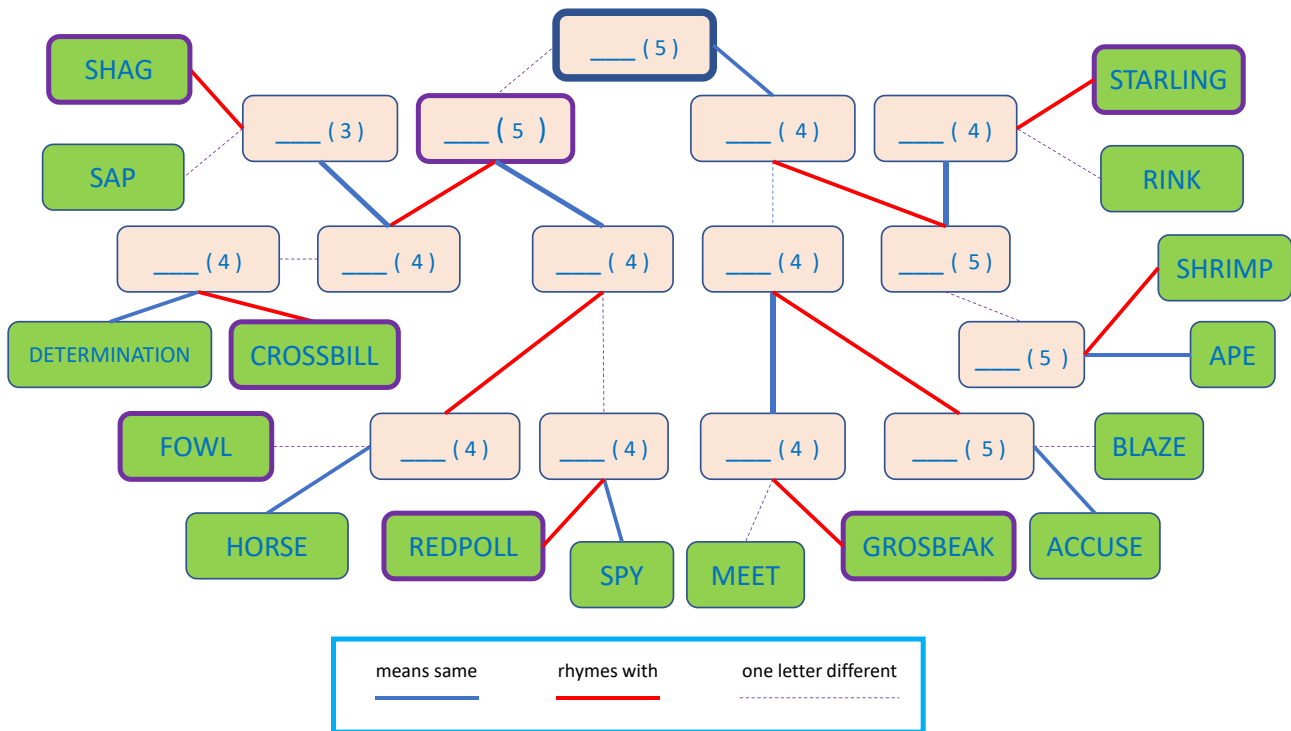 ___ ( 5 )
SHAG
STARLING
___ ( 3 )
___ ( 5 )
___ ( 4 )
___ ( 4 )
SAP
RINK
___ ( 4 )
___ ( 4 )
___ ( 4 )
___ ( 4 )
___ ( 5 )
SHRIMP
DETERMINATION
CROSSBILL
___ ( 5 )
APE
FOWL
___ ( 4 )
___ ( 4 )
___ ( 4 )
___ ( 5 )
BLAZE
HORSE
REDPOLL
SPY
MEET
GROSBEAK
ACCUSE
means same
rhymes with
one letter different